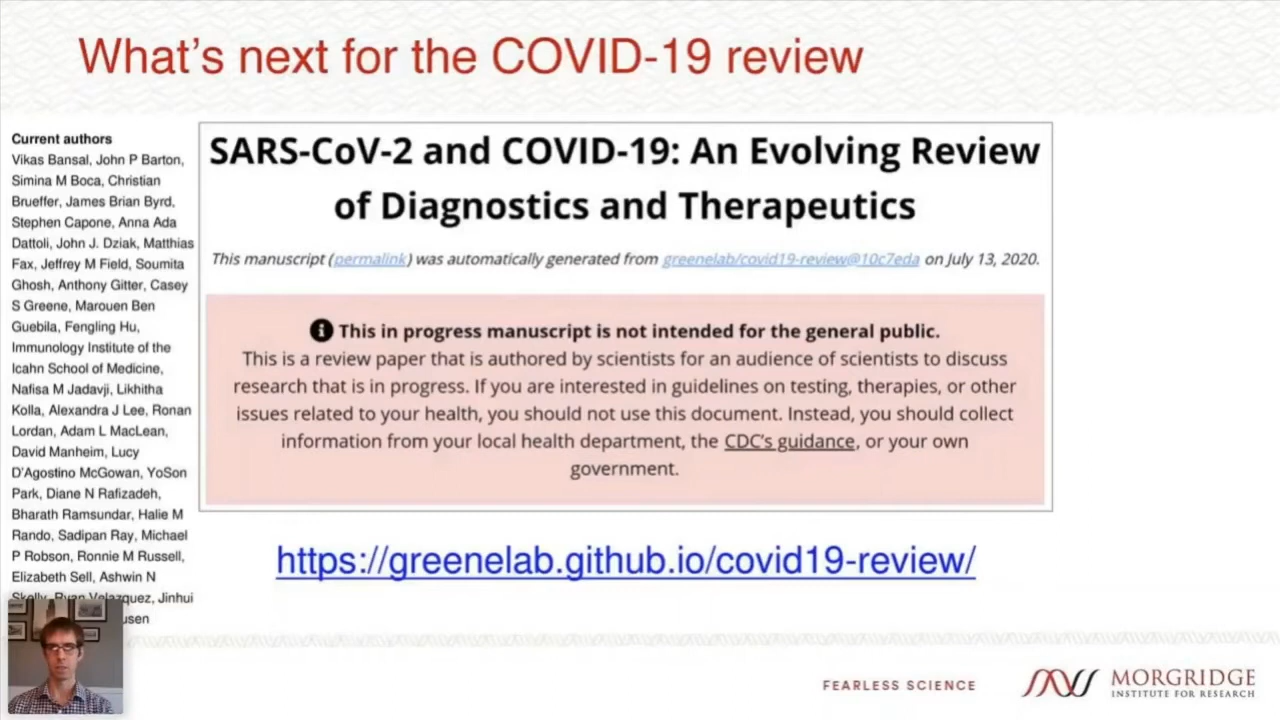 What's next for the COVID-19 review
Current authors
Vikas Bansal, John P Barton,
Simina M Boca, Christian
Brueffer, James Brian Byrd,
Stephen Capone, Anna Ada
Dattoli, John J. Dziak, Matthias
Fax, Jeffrey M Field, Soumita
Ghosh, Anthony Gitter, Casey
S Greene, Marouen Ben
Guebila, Fengling Hu,
Immunology Institute of the
Icahn School of Medicine,
Nafisa M Jadavji, Likhitha
Kolla, Alexandra J Lee, Ronan
Lordan, Adam L MacLean,
David Manheim, Lucy
D'Agostino McGowan, YoSon
Park, Diane N Rafizadeh,
Bharath Ramsundar, Halie M
Rando, Sadipan Ray, Michael
P Robson, Ronnie M Russell,
Elizabeth Sell, Ashwin N
Skelly, Ryan Velazquez, Jinhui
usen
SARS-CoV-2 and COVID-19: An Evolving Review
of Diagnostics and Therapeutics
This manuscript (permalink) was automatically generated from greenelab/covid19-review@10c7eda on July 13, 2020.
This in progress manuscript is not intended for the general public.
This is a review paper that is authored by scientists for an audience of scientists to discuss
research that is in progress. If you are interested in guidelines on testing, therapies, or other
issues related to your health, you should not use this document. Instead, you should collect
information from your local health department, the CDC's guidance, or your own
government.
https://greenelab.github.io/covid19-review/
FEARLESS SCIENCE
MORGRIDGE
INSTITUTE FOR RESEARCH